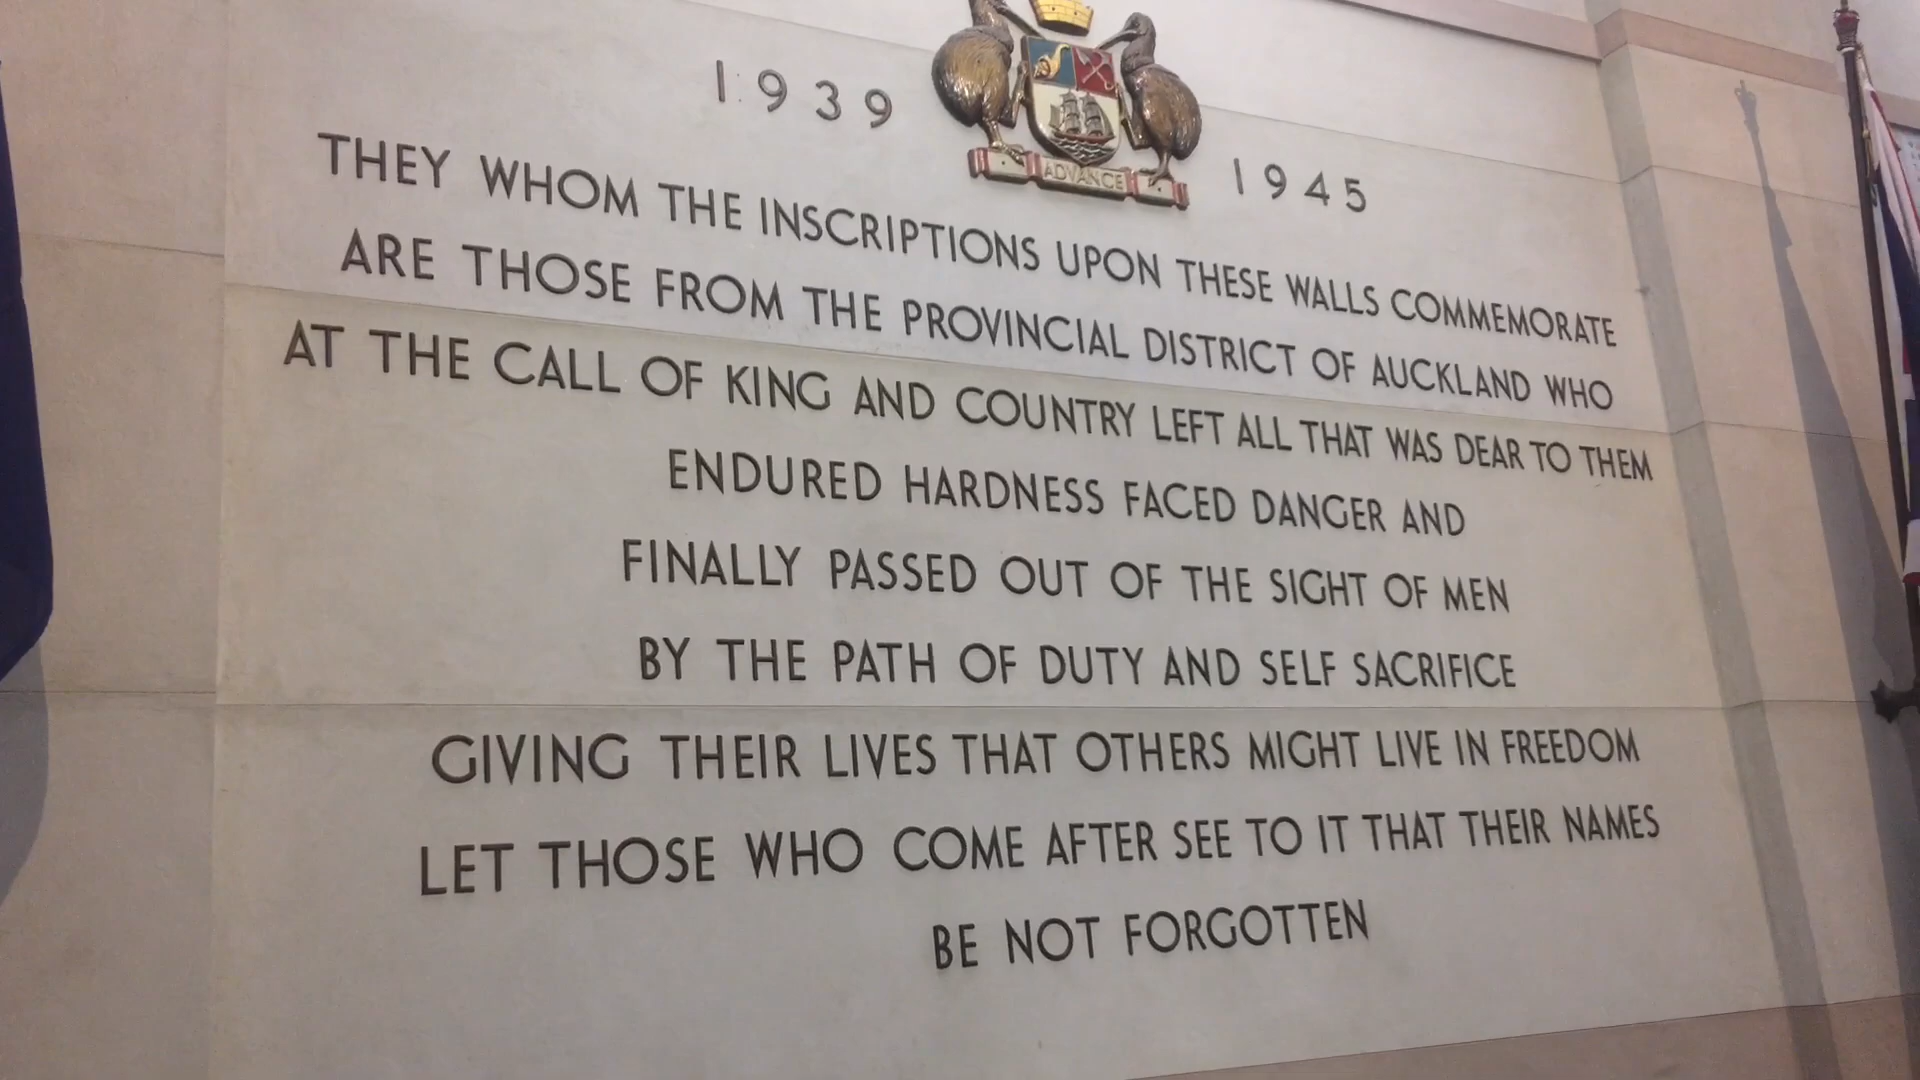 1939 1945
ADVANCE
THEY WHOM THE INSCRIPTIONS UPON THESE WALLS COMMEMORATE
ARE THOSE FROM THE PROVINCIAL DISTRICT OF AUCKLAND WHO
AT THE CALL OF KING AND COUNTRY LEFT ALL THAT WAS DEAR TO THEM
ENDURED HARDNESS FACED DANGER AND
FINALLY PASSED OUT OF THE SIGHT OF MEN
BY THE PATH OF DUTY AND SELF SACRIFICE
GIVING THEIR LIVES THAT OTHERS MIGHT LIVE IN FREEDOM
LET THOSE WHO COME AFTER SEE TO IT THAT THEIR NAMES
BE NOT FORGOTTEN